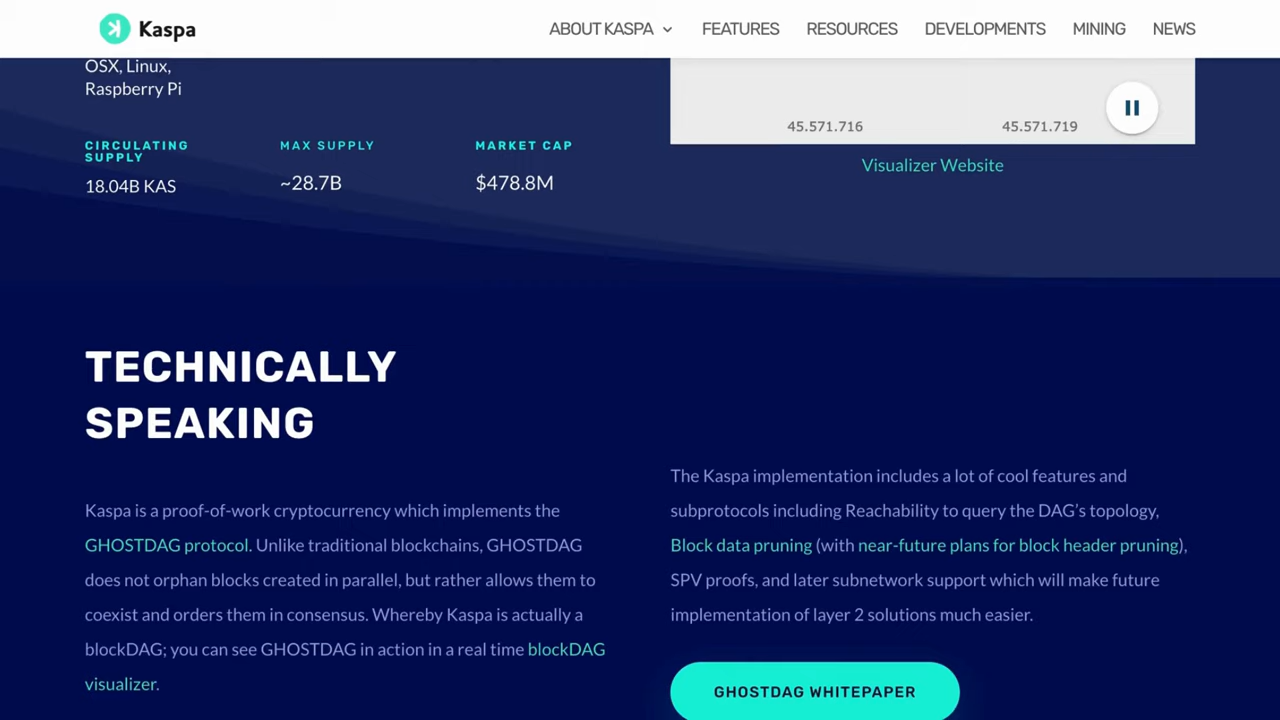 Kaspa
ABOUT KASPA
FEATURES
RESOURCES
DEVELOPMENTS
MINING
NEWS
OSX, Linux,
Raspberry Pi
CIRCULATING
SUPPLY
18.04B KAS
MAX SUPPLY
~28.7B
MARKET CAP
$478.8M
45.571.716
45.571.719
Visualizer Website
TECHNICALLY
SPEAKING
Kaspa is a proof-of-work cryptocurrency which implements the
GHOSTDAG protocol. Unlike traditional blockchains, GHOSTDAG
does not orphan blocks created in parallel, but rather allows them to
coexist and orders them in consensus. Whereby Kaspa is actually a
blockDAG; you can see GHOSTDAG in action in a real time blockDAG
visualizer.
The Kaspa implementation includes a lot of cool features and
subprotocols including Reachability to query the DAG's topology,
Block data pruning (with near-future plans for block header pruning),
SPV proofs, and later subnetwork support which will make future
implementation of layer 2 solutions much easier.
GHOSTDAG WHITEPAPER